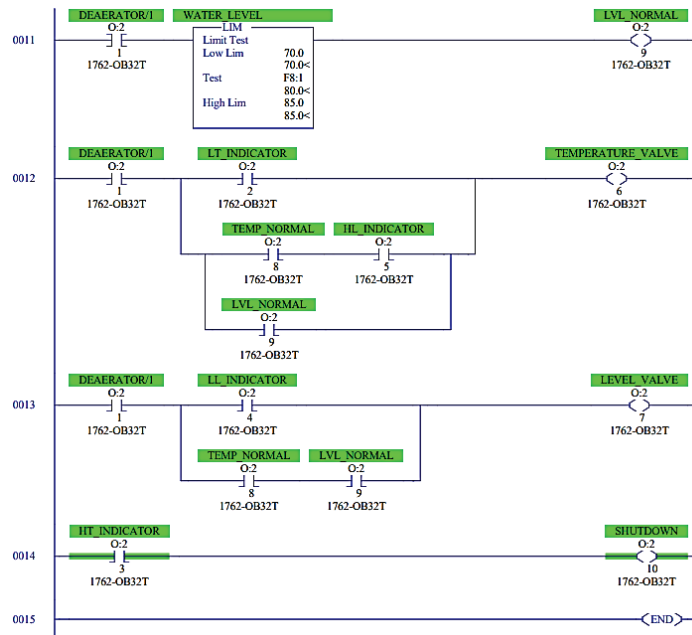 DEAERATOR/1 WATER_LEVEL LVL_NORMAL
O:2 LIM O:2
0011
Limit Test
1 Low Lim 70.0 9
1762-OB32T 70.0< 1762-OB32T
Test F8:1
80.0<
High Lim 85.0
85.0<
DEAERATOR/1 LT_INDICATOR TEMPERATURE_VALVE
O:2 O:2 O:2
0012
1 2 6
1762-OB32T 1762-OB32T 1762-OB32T
TEMP_NORMAL HL_INDICATOR
O:2 O:2
8 5
1762-OB32T 1762-OB32T
LVL_NORMAL
O:2
9
1762-OB32T
DEAERATOR/1 LL_INDICATOR LEVEL_VALVE
O:2 O:2 O:2
0013
1 4 7
1762-OB32T 1762-OB32T 1762-OB32T
TEMP_NORMAL LVL_NORMAL
O:2 O:2
8 9
1762-OB32T 1762-OB32T
HT_INDICATOR SHUTDOWN
O:2 O:2
0014
3 10
1762-OB32T 1762-OB32T
0015 END